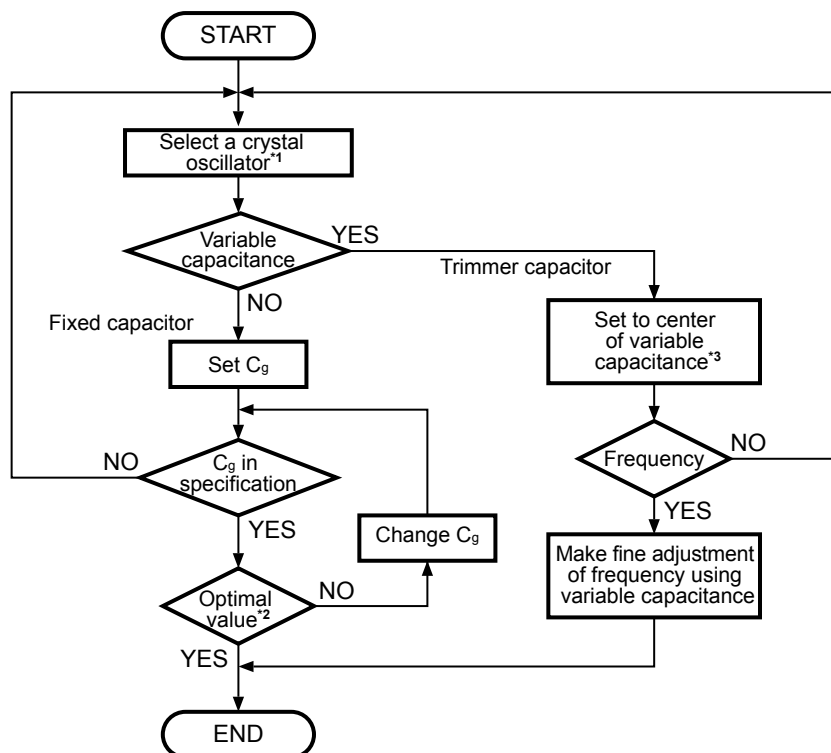 START
Select a crystal
oscillator*1
Variable
capacitance
YES
Trimmer capacitor
NO
Fixed capacitor
Set Cg
Set to center
of variable
capacitance*3
Frequency
NO
YES
Cg in
specification
NO
YES
Change Cg
Make fine adjustment
of frequency using
variable capacitance
Optimal
value*2
NO
YES
END